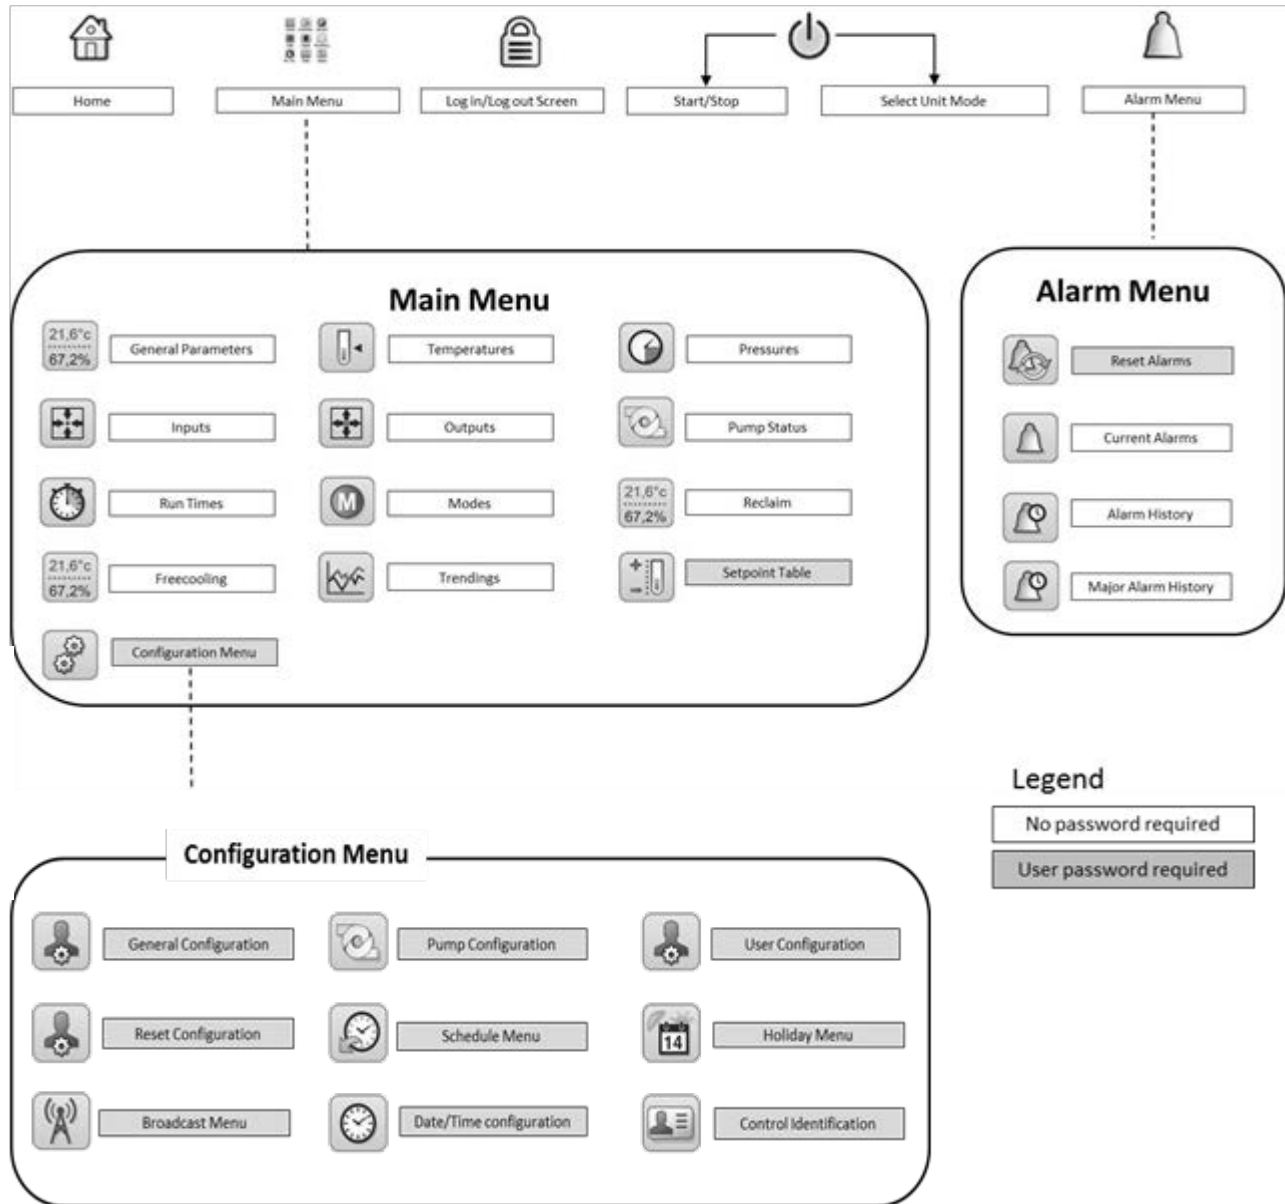 Home
Main Menu
Log in/Log out Screen
Start/Stop
Select Unit Mode
Alarm Menu
Main Menu
21,6°c
67,2%
General Parameters
Temperatures
Pressures
Inputs
Outputs
Pump Status
Run Times
M
Modes
21,6°c
67,2%
Reclaim
21,6°c
67,2%
Freecooling
Trendings
Setpoint Table
Configuration Menu
Alarm Menu
Reset Alarms
Current Alarms
Alarm History
Major Alarm History
Legend
No password required
User password required
Configuration Menu
General Configuration
Pump Configuration
User Configuration
Reset Configuration
Schedule Menu
14
Holiday Menu
Broadcast Menu
Date/Time configuration
Control Identification